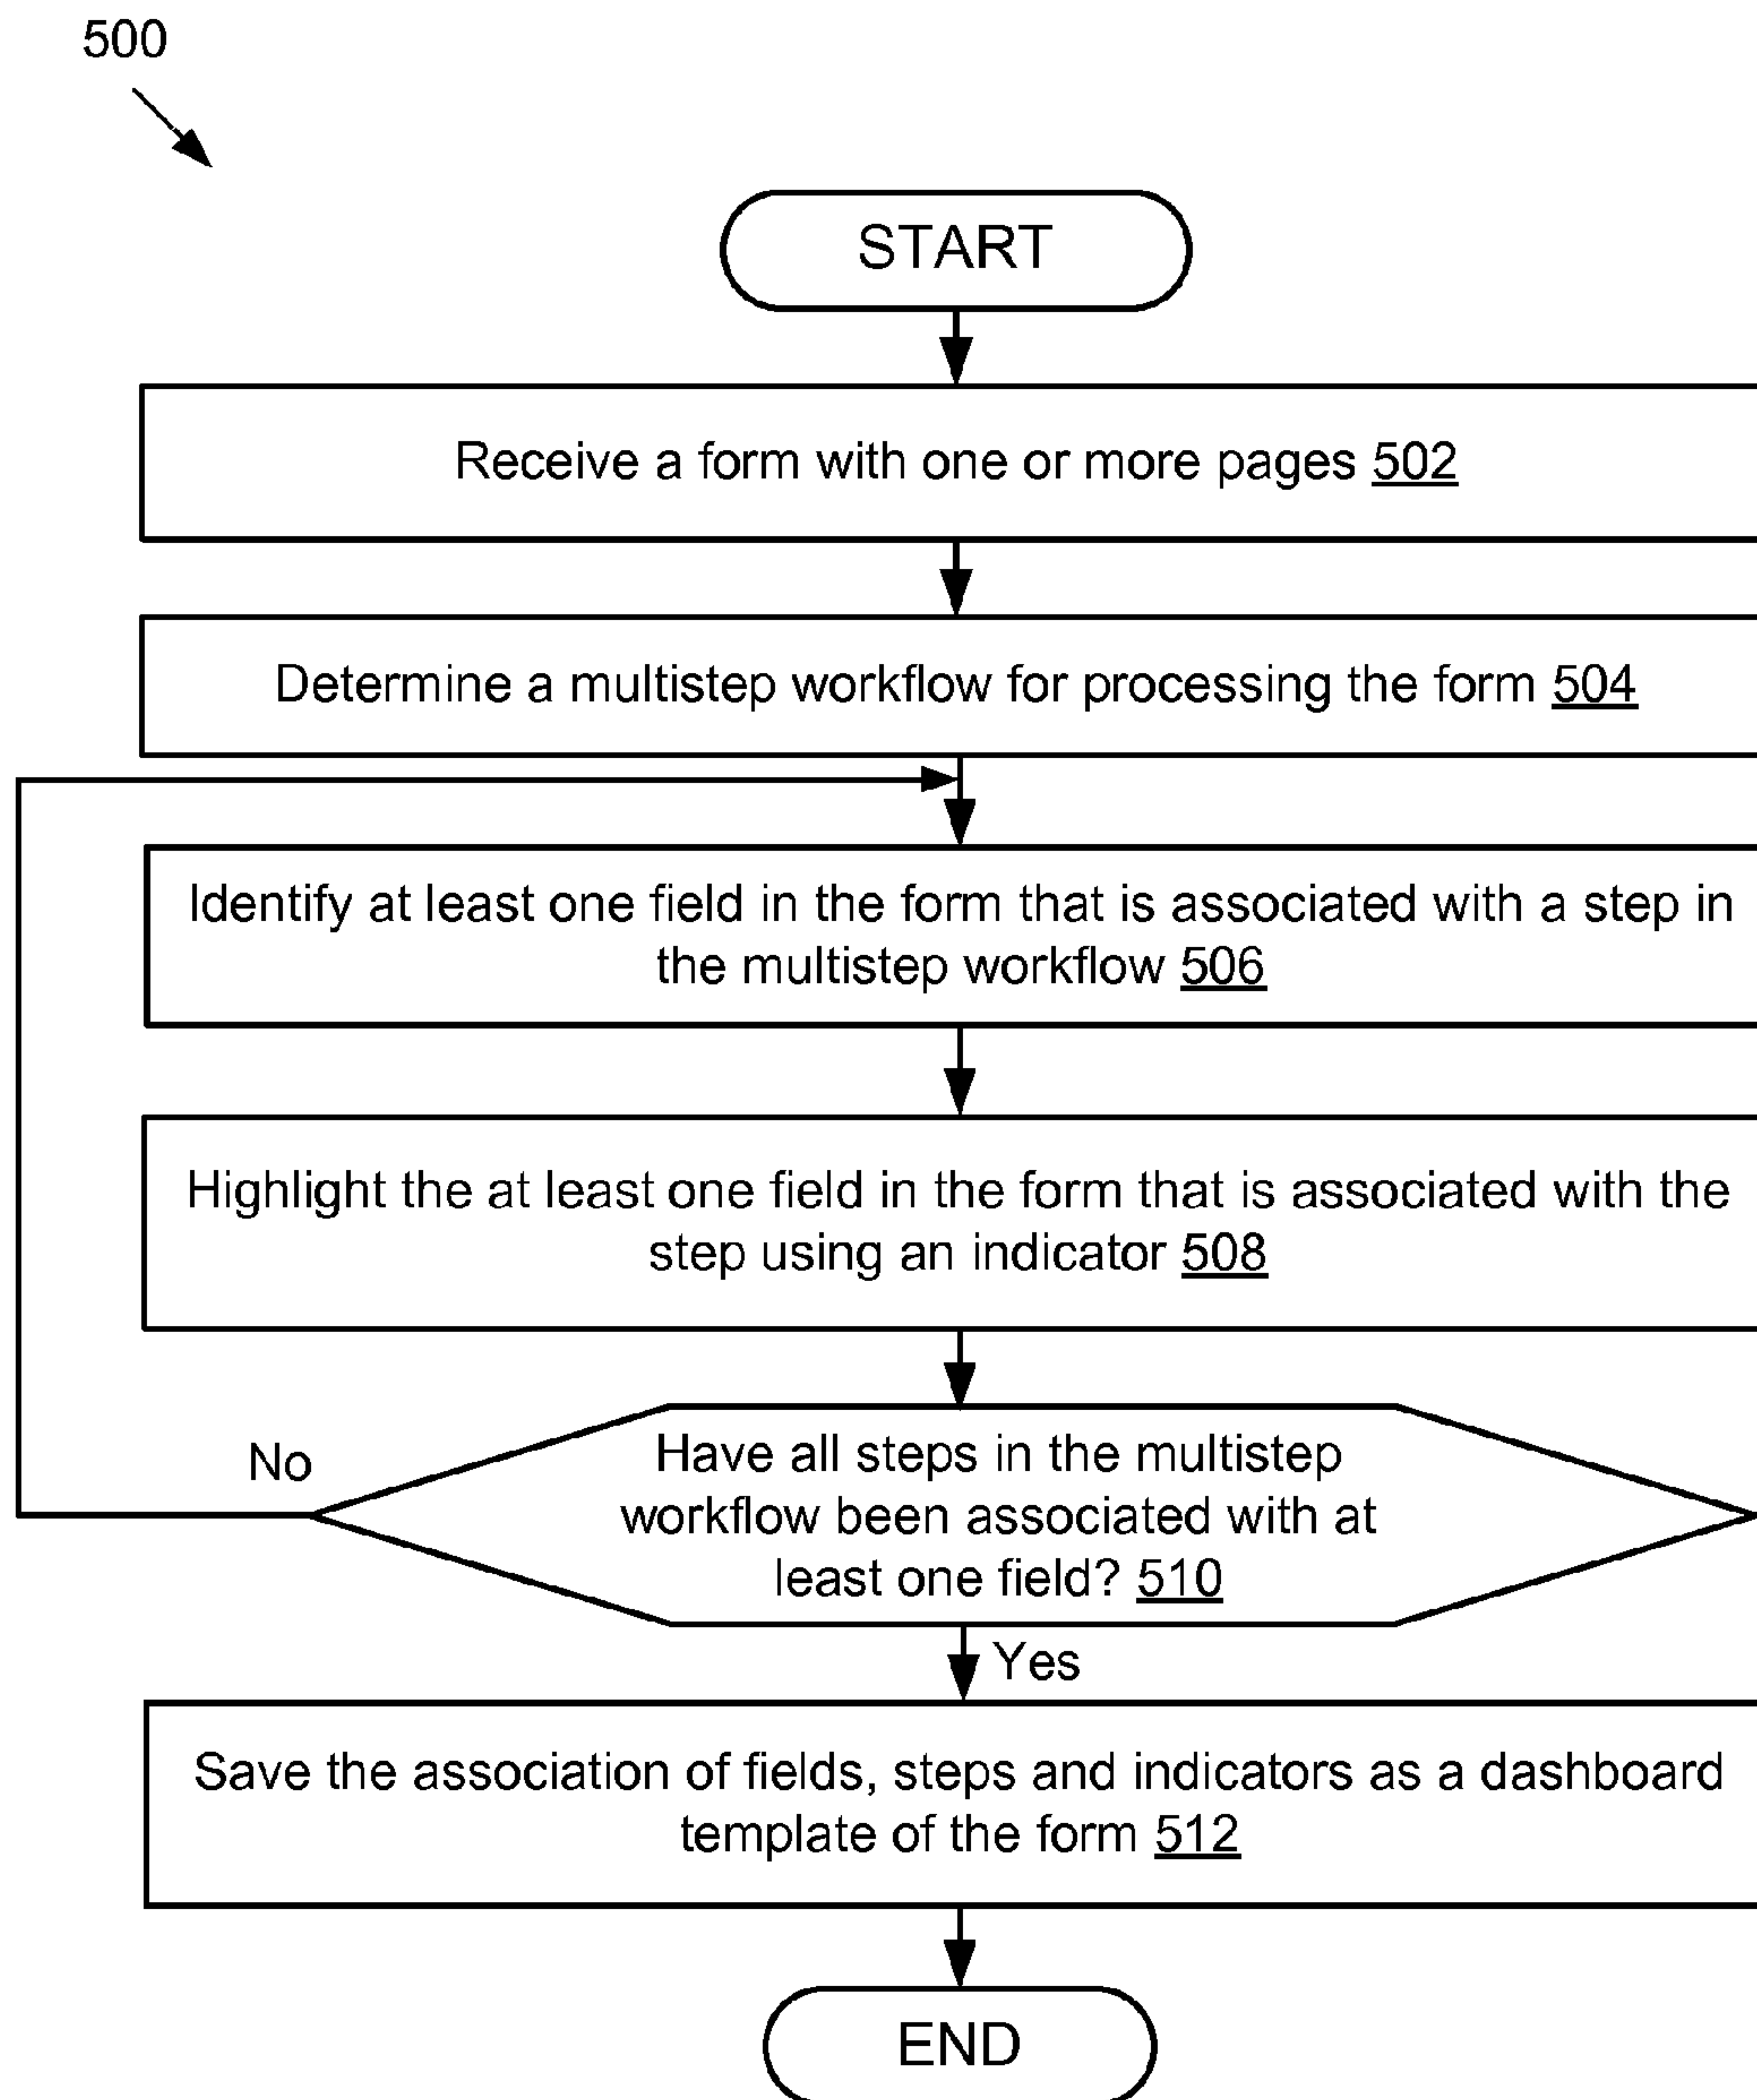 500
START
Receive a form with one or more pages 502
Determine a multistep workflow for processing the form 504
Identify at least one field in the form that is associated with a step in
the multistep workflow 506
Highlight the at least one field in the form that is associated with the
step using an indicator 508
No
Have all steps in the multistep
workflow been associated with at
least one field? 510
Yes
Save the association of fields, steps and indicators as a dashboard
template of the form 512
END